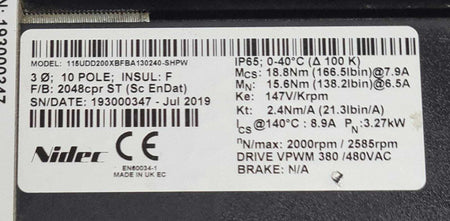 N: 193000347
MODEL: 115UDD200XBFBA130240-SHPW
3 Ø; 10 POLE; INSUL: F
F/B: 2048cpr ST (Sc EnDat)
SN/DATE: 193000347 - Jul 2019
Nidec
EN60034-1
MADE IN UK EC
IP65; 0-40°C (Δ 100 K)
MCS: 18.8Nm (166.5lbin)@7.9A
MN: 15.6Nm (138.2lbin)@6.5A
Ke: 147V/Krpm
Kt: 2.4Nm/A (21.3lbin/A)
ICS@140°C : 8.9A PN:3.27kW
nN/max: 2000rpm / 2585rpm
DRIVE VPWM 380 /480VAC
BRAKE: N/A